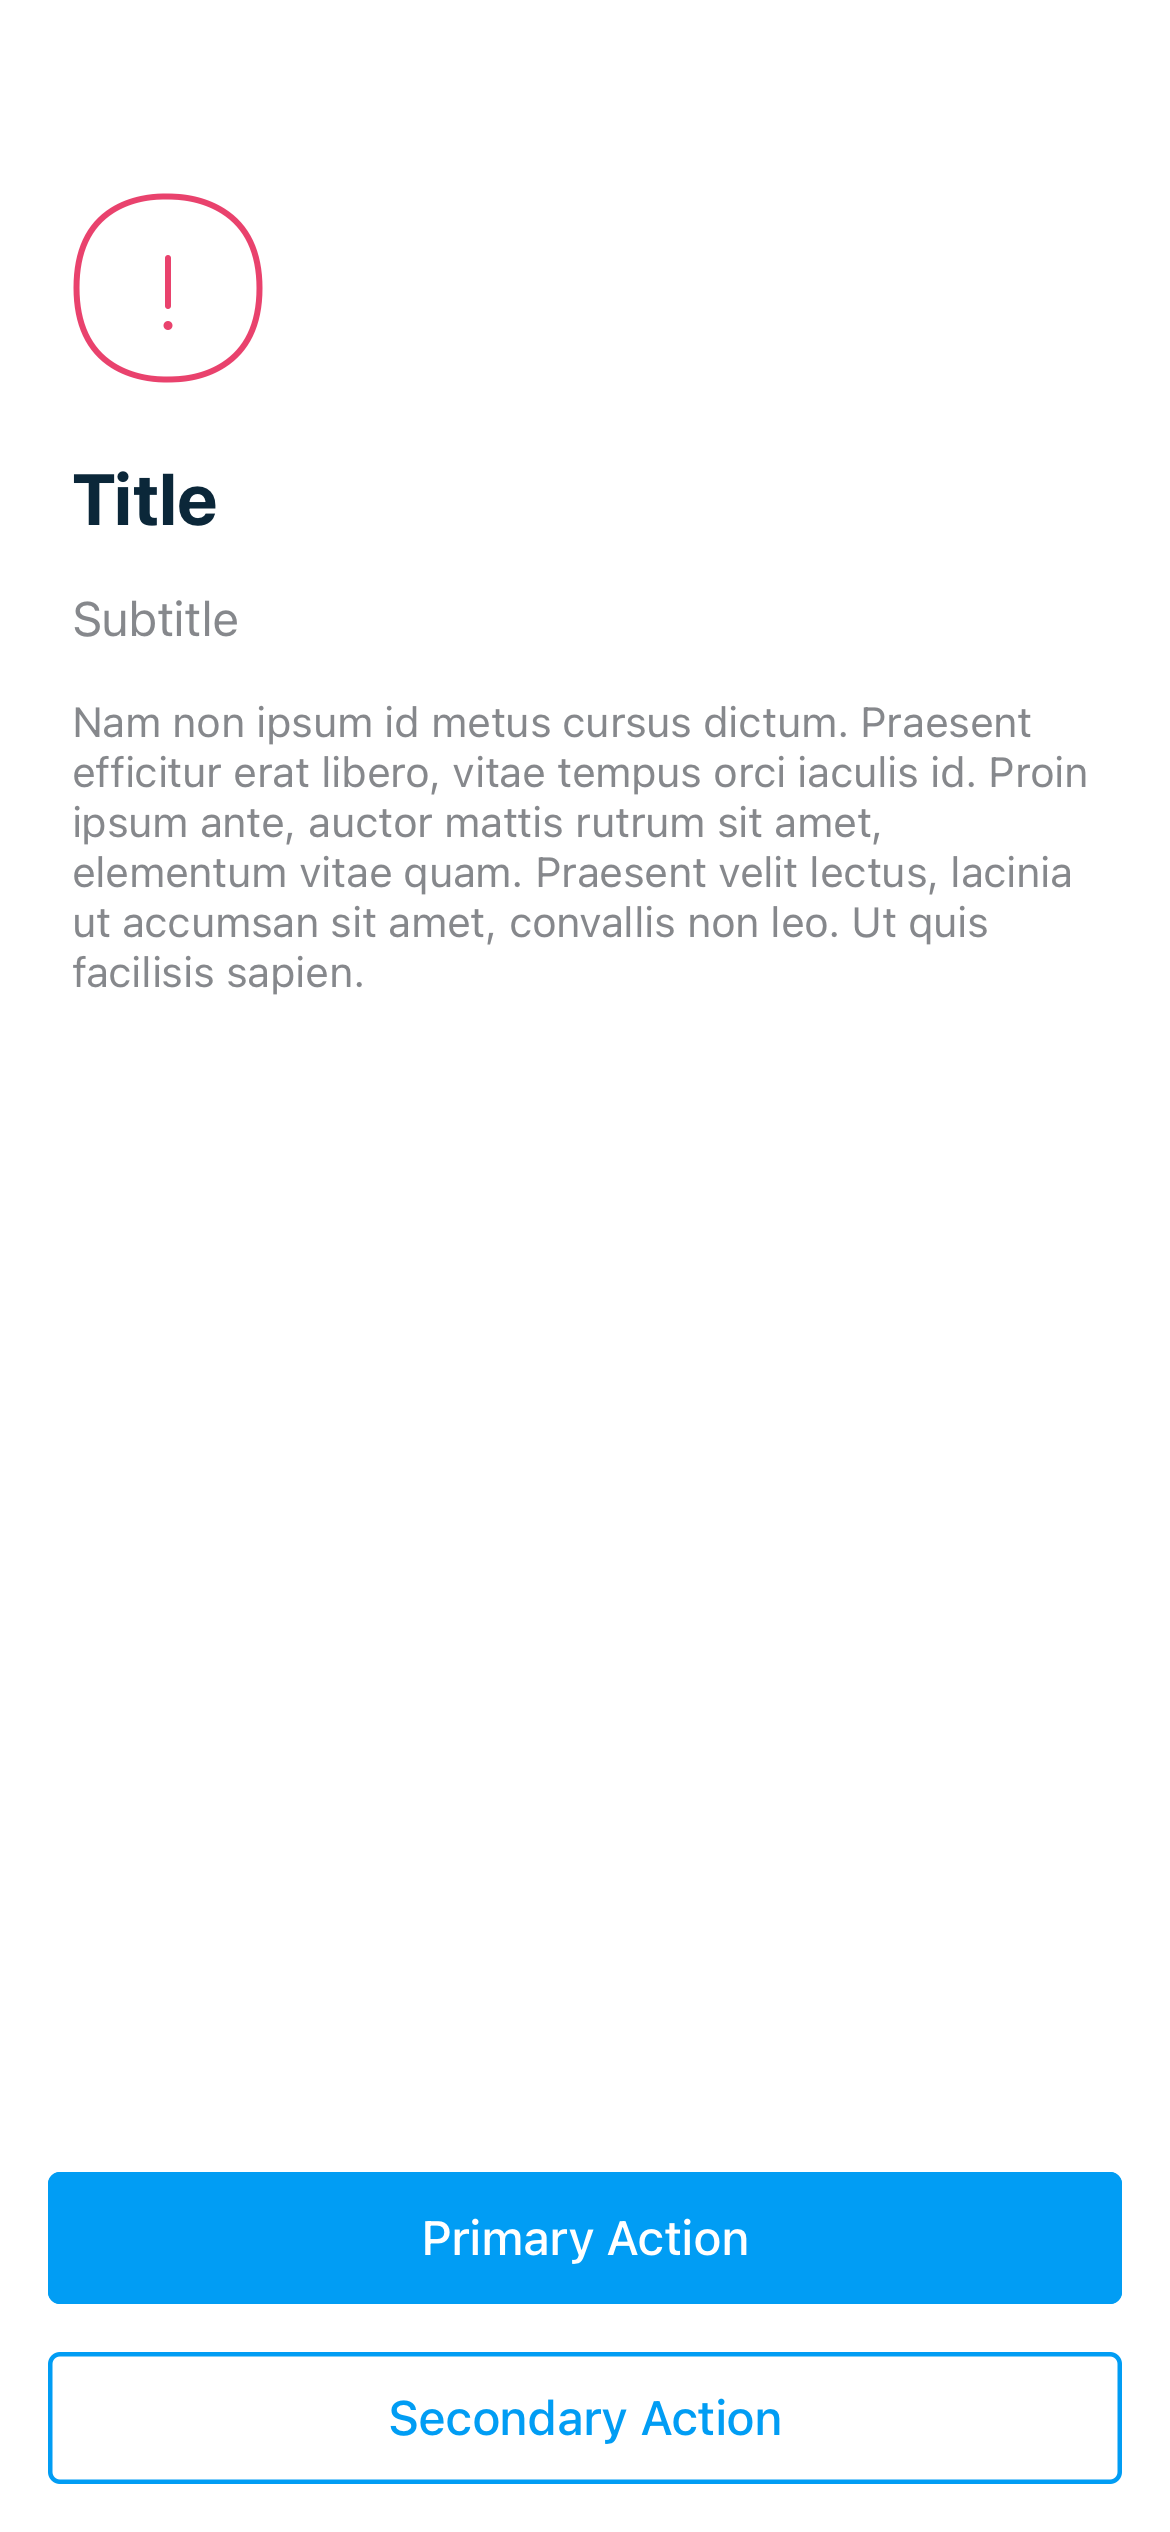 Title
Subtitle
Nam non ipsum id metus cursus dictum. Praesent
efficitur erat libero, vitae tempus orci iaculis id. Proin
ipsum ante, auctor mattis rutrum sit amet,
elementum vitae quam. Praesent velit lectus, lacinia
ut accumsan sit amet, convallis non leo. Ut quis
facilisis sapien.
Primary Action
Secondary Action